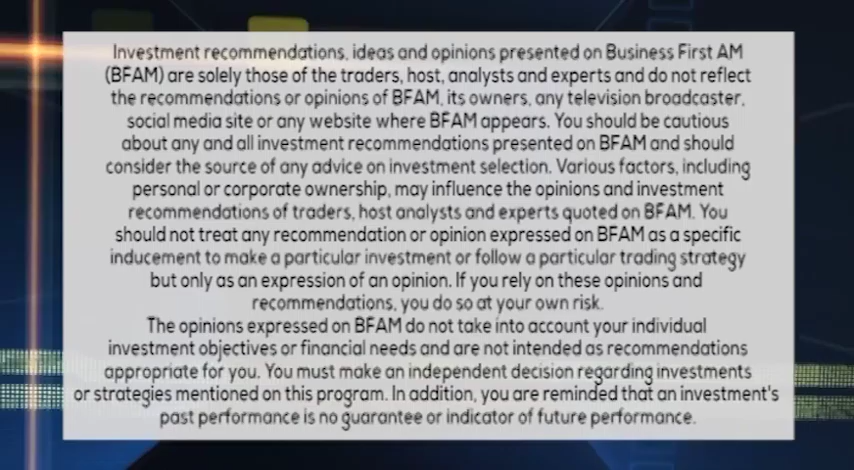 Investment recommendations, ideas and opinions presented on Business First AM
(BFAM) are solely those of the traders, host, analysts and experts and do not reflect
the recommendations or opinions of BFAM, its owners, any television broadcaster,
social media site or any website where BFAM appears. You should be cautious
about any and all investment recommendations presented on BFAM and should
consider the source of any advice on investment selection. Various factors, including
personal or corporate ownership, may influence the opinions and investment
recommendations of traders, host analysts and experts quoted on BFAM. You
should not treat any recommendation or opinion expressed on BFAM as a specific
inducement to make a particular investment or follow a particular trading strategy
but only as an expression of an opinion. If you rely on these opinions and
recommendations, you do so at your own risk.
The opinions expressed on BFAM do not take into account your individual
investment objectives or financial needs and are not intended as recommendations
appropriate for you. You must make an independent decision regarding investments
or strategies mentioned on this program. In addition, you are reminded that an investment's
past performance is no guarantee or indicator of future performance.